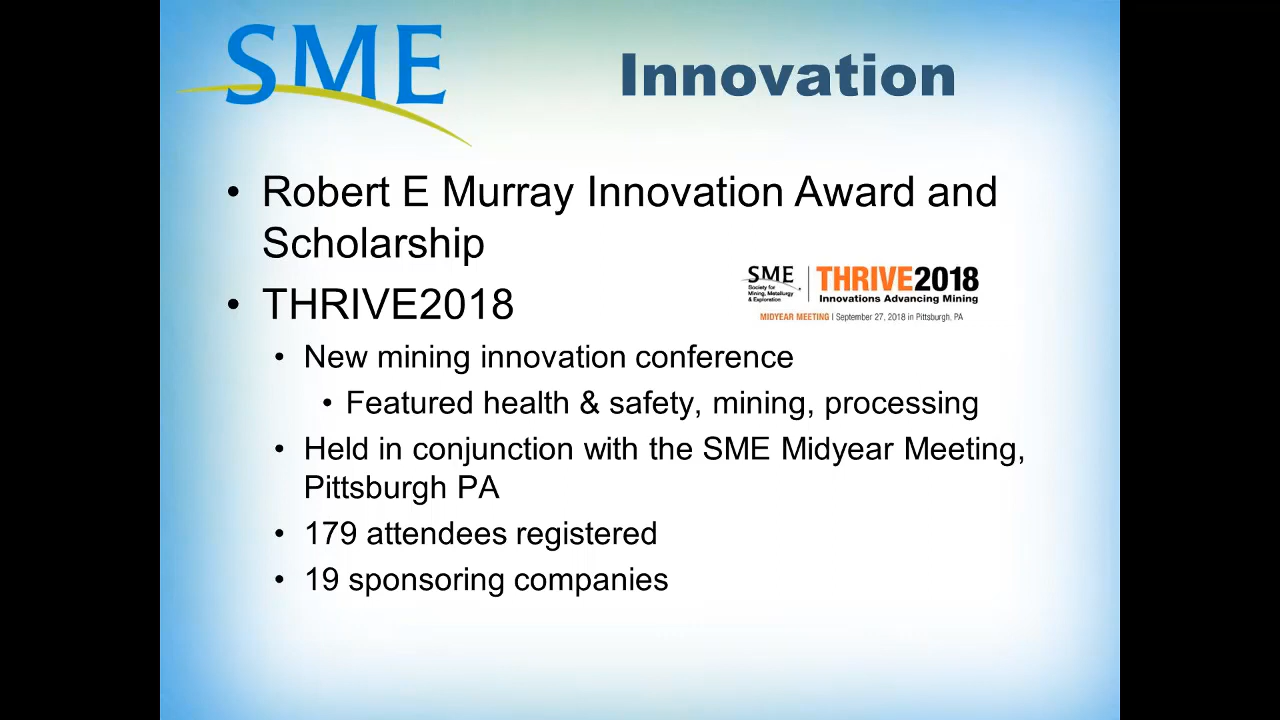 SME
Innovation
• Robert E Murray Innovation Award and
Scholarship
SME
Society for
Mining, Metallurgy
& Exploration
THRIVE2018
Innovations Advancing Mining
MIDYEAR MEETING | September 27, 2018 in Pittsburgh, PA
• THRIVE2018
• New mining innovation conference
• Featured health & safety, mining, processing
• Held in conjunction with the SME Midyear Meeting,
Pittsburgh PA
• 179 attendees registered
• 19 sponsoring companies